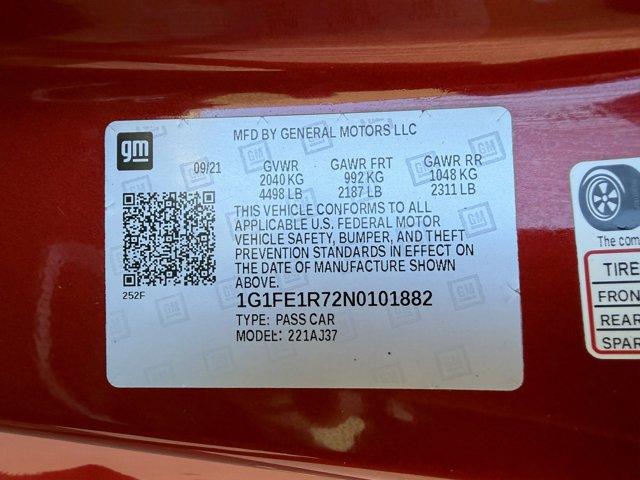 MFD BY GENERAL MOTORS LLC
gm
09/21 GVWR GAWR FRT GAWR RR
2040 KG 992 KG 1048 KG
4498 LB 2187 LB 2311 LB
THIS VEHICLE CONFORMS TO ALL
APPLICABLE U.S. FEDERAL MOTOR
VEHICLE SAFETY, BUMPER, AND THEFT
PREVENTION STANDARDS IN EFFECT ON
THE DATE OF MANUFACTURE SHOWN
ABOVE.
252F
1G1FE1R72N0101882
TYPE: PASS CAR
MODEL: 221AJ37
The com
TIRE
FRON
REAR
SPAR